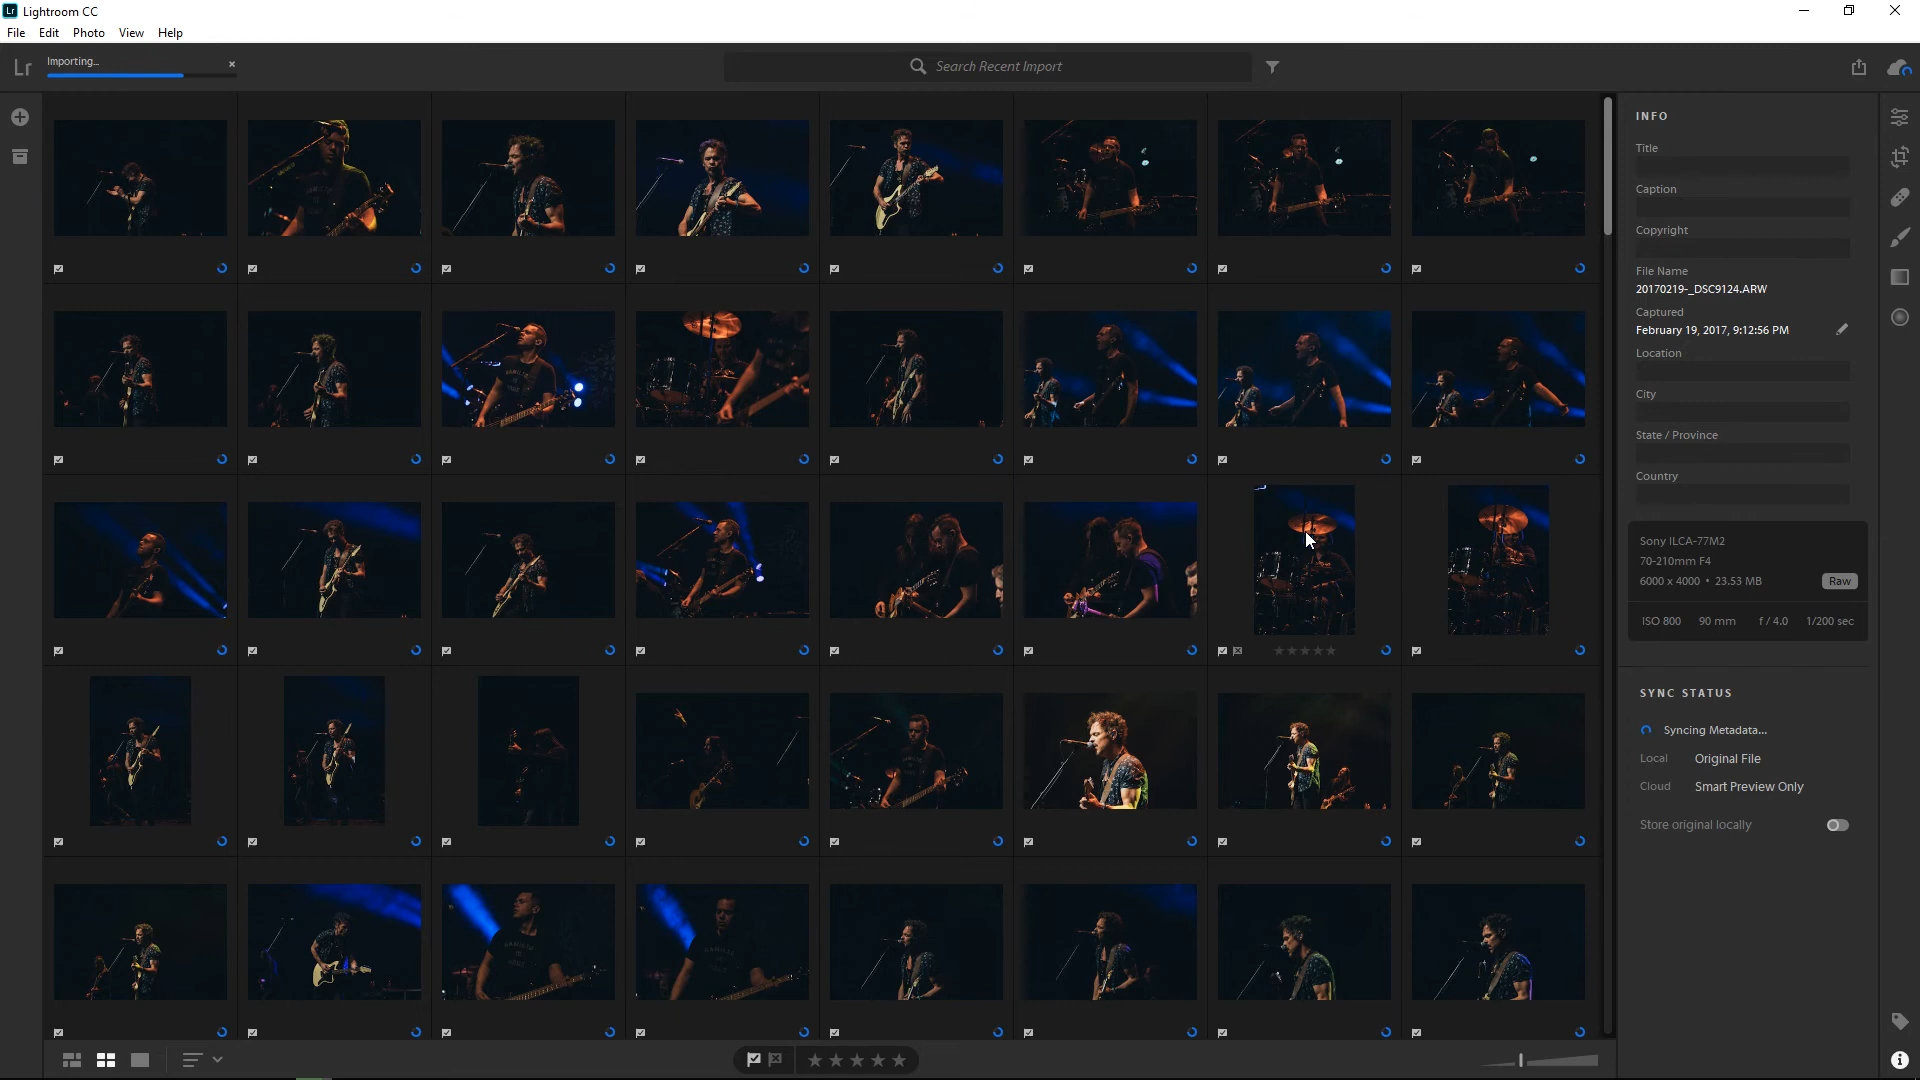 Lr Lightroom CC
File Edit Photo View Help
Lr Importing...
Search Recent Import
INFO
Title
Caption
Copyright
File Name
20170219-_DSC9124.ARW
Captured
February 19, 2017, 9:12:56 PM
Location
City
State / Province
Country
Sony ILCA-77M2
70-210mm F4
6000 x 4000 • 23.53 MB Raw
ISO 800 90 mm f / 4.0 1/200 sec
SYNC STATUS
Syncing Metadata...
Local Original File
Cloud Smart Preview Only
Store original locally